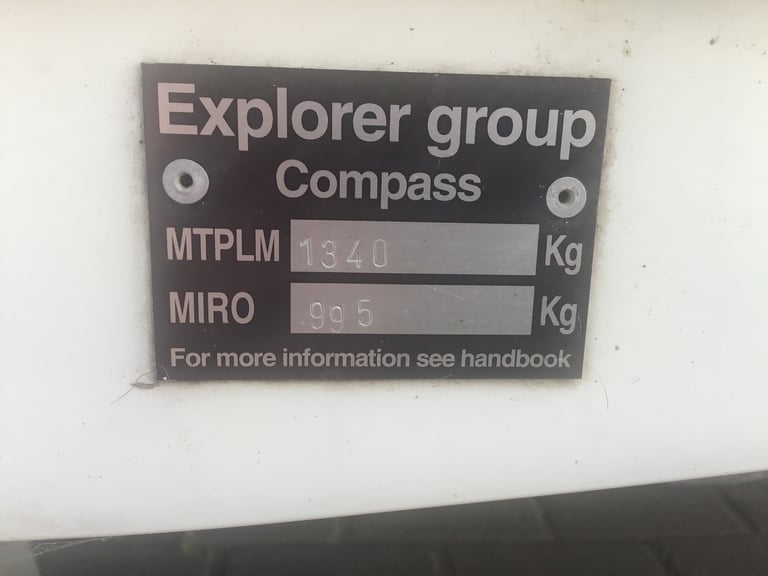 Explorer group
Compass
MTPLM 1340 Kg
MIRO 995 Kg
For more information see handbook